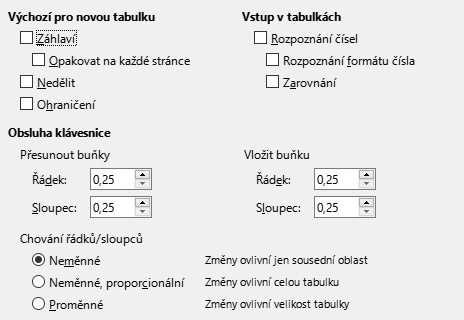 Výchozí pro novou tabulku
Záhlaví
Opakovat na každé stránce
Nedělit
Ohraničení
Vstup v tabulkách
Rozpoznání čísel
Rozpoznání formátu čísla
Zarovnání
Obsluha klávesnice
Přesunout buňky
Řádek: 0,25
Sloupec: 0,25
Vložit buňku
Řádek: 0,25
Sloupec: 0,25
Chování řádků/sloupců
Neměnné Změny ovlivní jen sousední oblast
Neměnné, proporcionální Změny ovlivní celou tabulku
Proměnné Změny ovlivní velikost tabulky